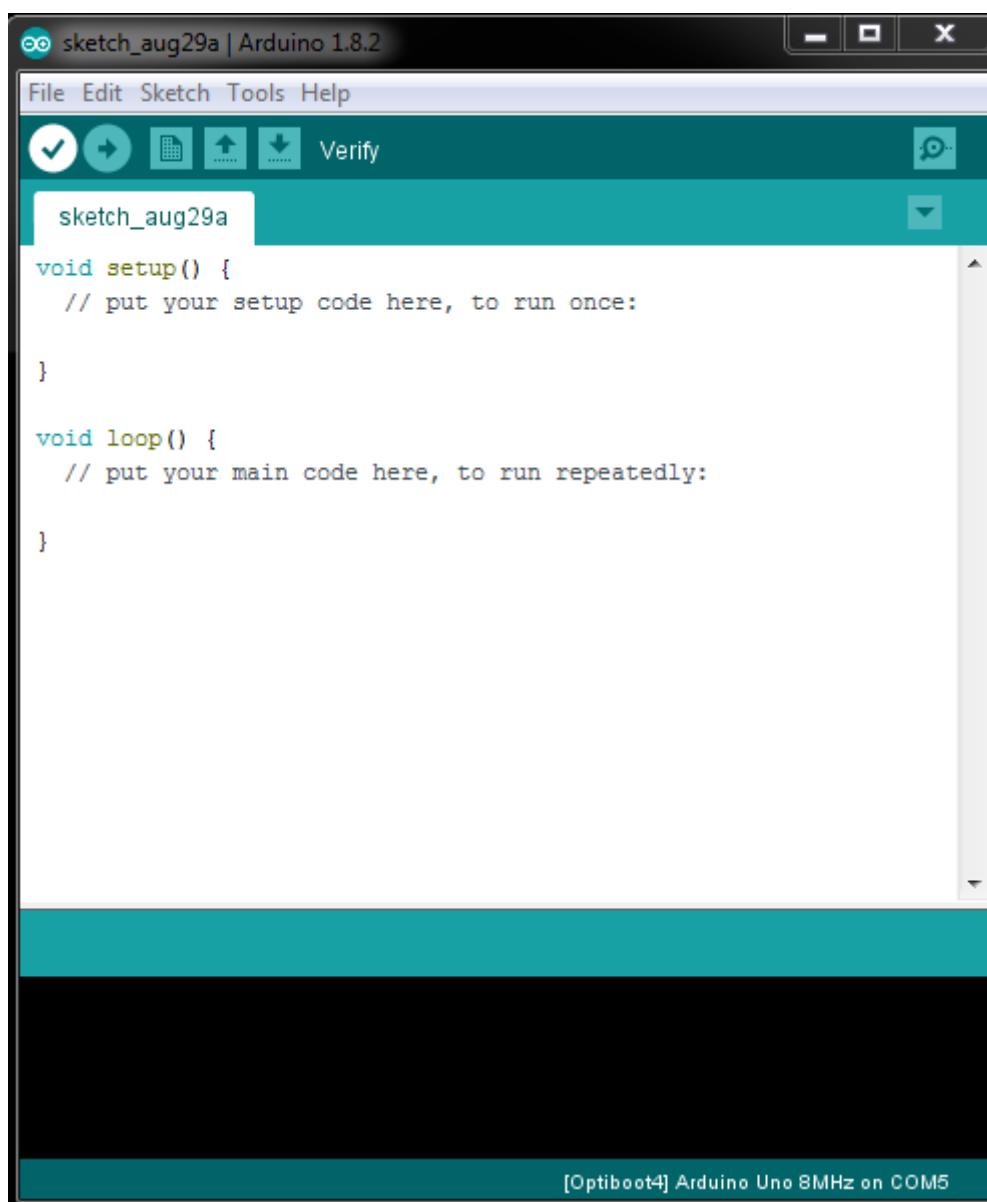 sketch_aug29a | Arduino 1.8.2
File Edit Sketch Tools Help
Verify
sketch_aug29a
void setup() {
  // put your setup code here, to run once:
}
void loop() {
  // put your main code here, to run repeatedly:
}
[Optiboot4] Arduino Uno 8MHz on COM5